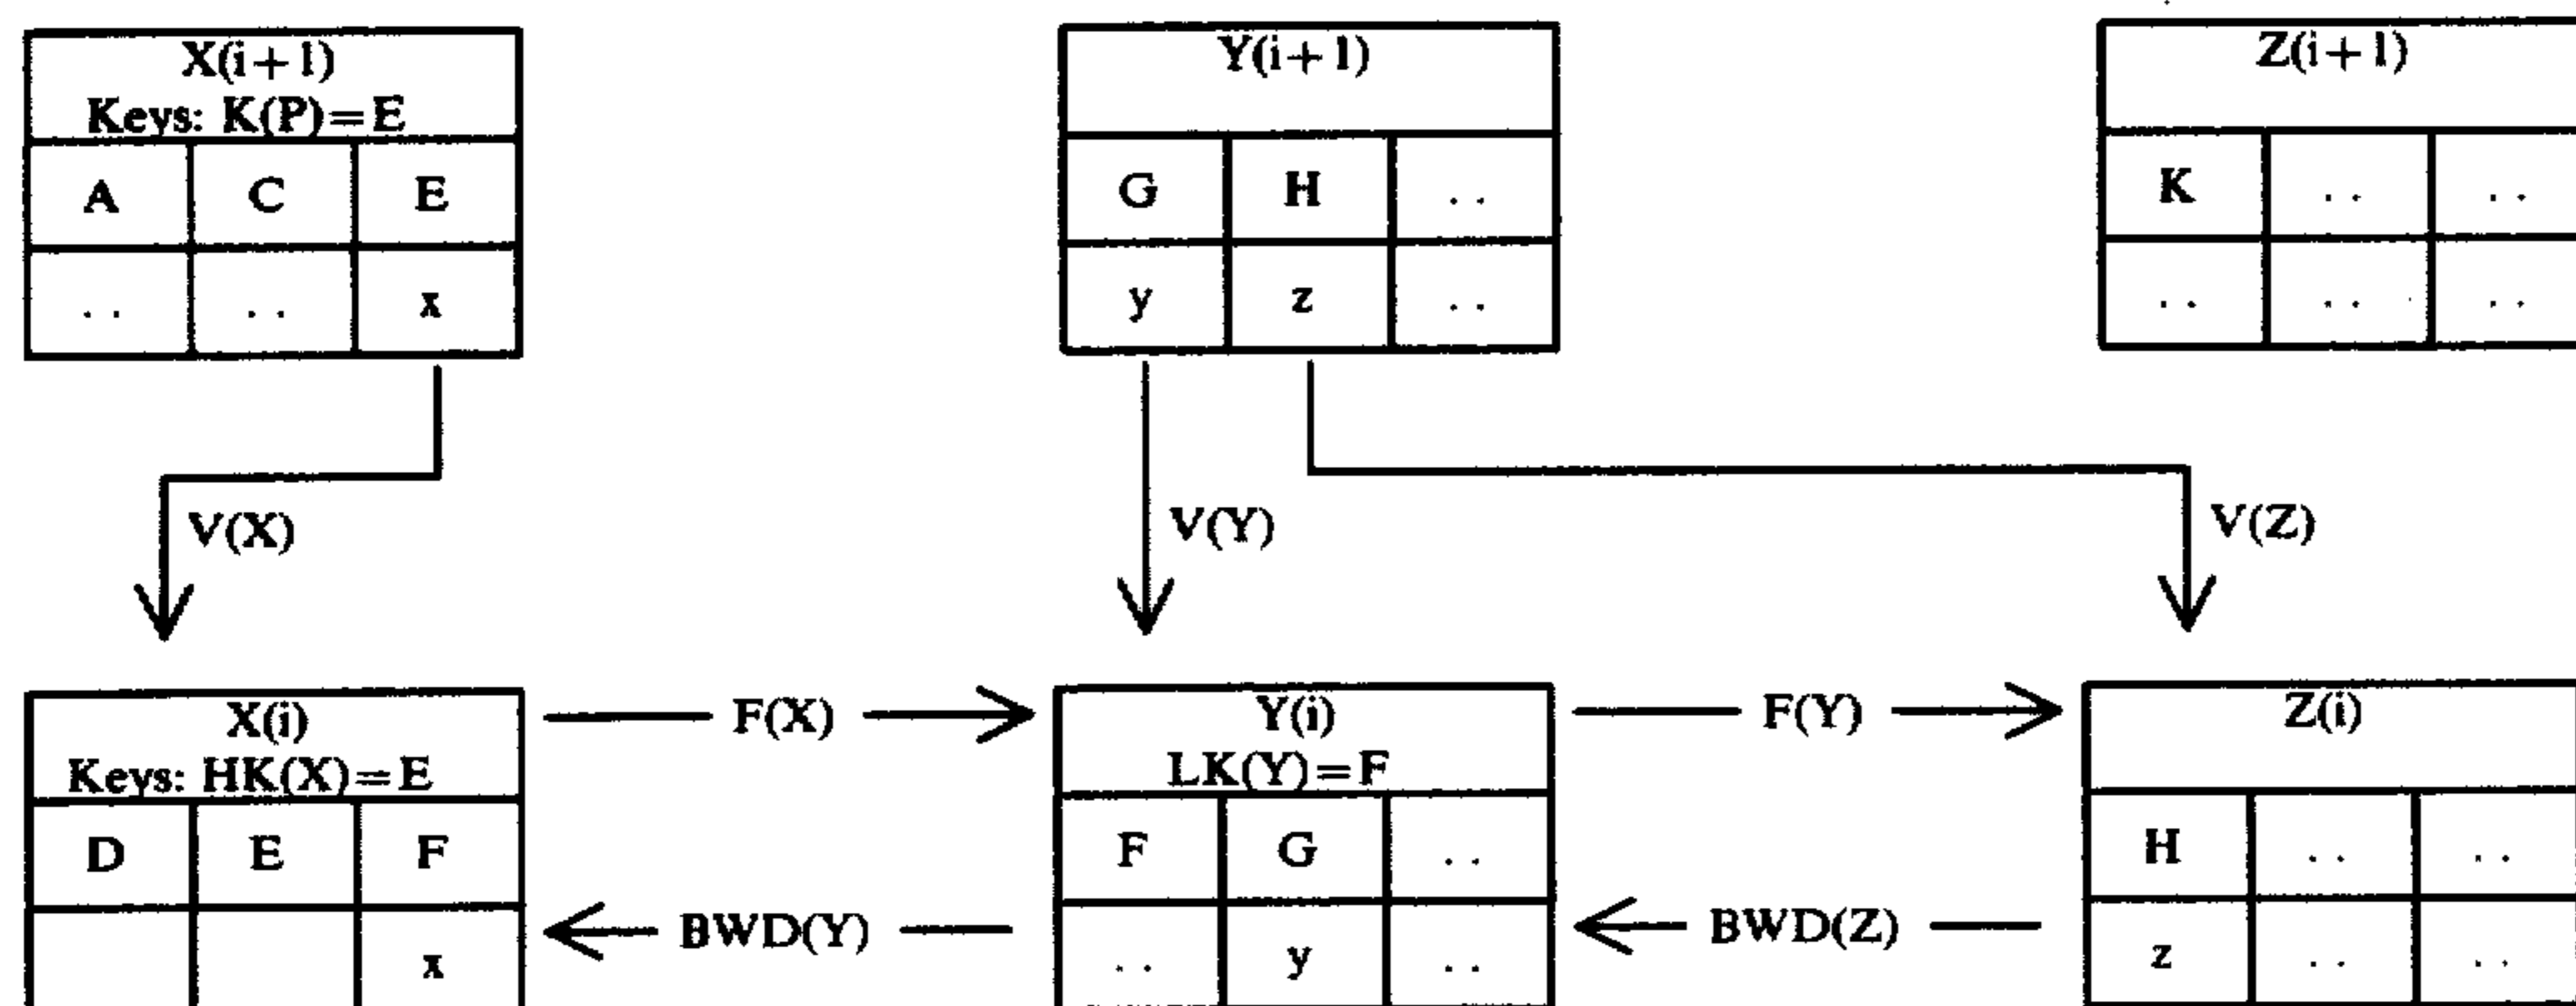 X(i+1)
Keys: K(P)=E
A C E
. . . . x
Y(i+1)
G H . .
y z . .
Z(i+1)
K . . . .
. . . . . .
V(X)
V(Y)
V(Z)
X(i)
Keys: HK(X)=E
D E F
x
F(X)
BWD(Y)
Y(i)
LK(Y)=F
F G . .
. . y . .
F(Y)
BWD(Z)
Z(i)
H . . . .
z . . . .